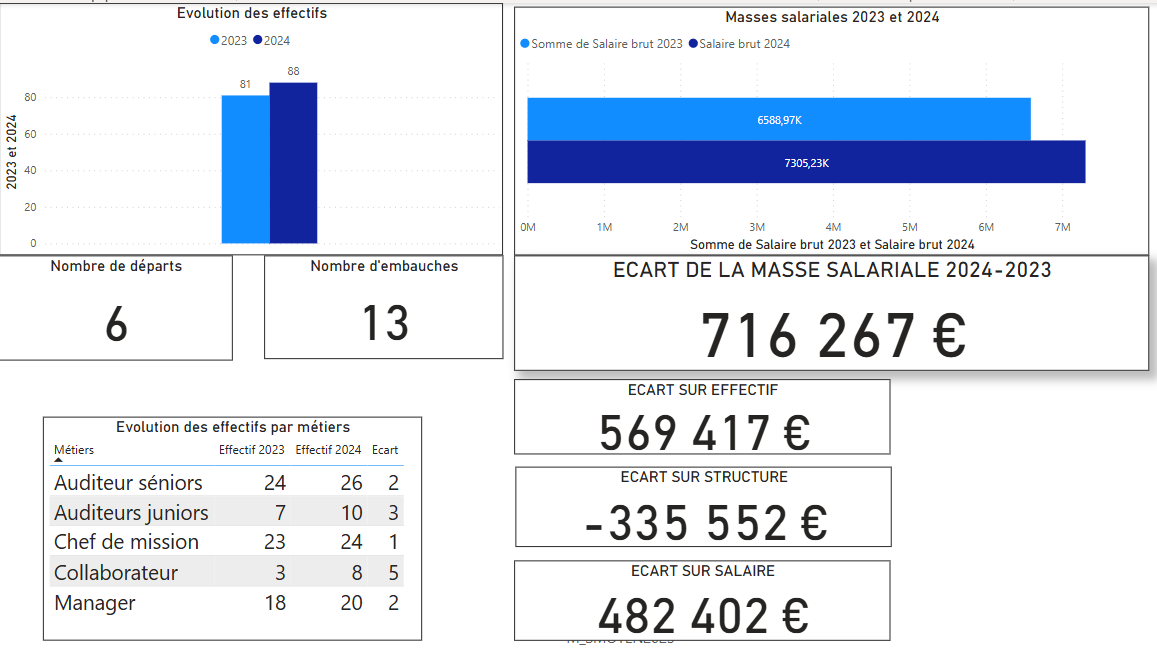 Evolution des effectifs
2023 2024
88
81
80
60
40
20
0
2023 et 2024
Masses salariales 2023 et 2024
Somme de Salaire brut 2023 Salaire brut 2024
6588,97K
7305,23K
0M 1M 2M 3M 4M 5M 6M 7M
Somme de Salaire brut 2023 et Salaire brut 2024
Nombre de départs
6
Nombre d'embauches
13
ECART DE LA MASSE SALARIALE 2024-2023
716 267 €
ECART SUR EFFECTIF
569 417 €
ECART SUR STRUCTURE
-335 552 €
ECART SUR SALAIRE
482 402 €
Evolution des effectifs par métiers
Métiers Effectif 2023 Effectif 2024 Ecart
Auditeur séniors 24 26 2
Auditeurs juniors 7 10 3
Chef de mission 23 24 1
Collaborateur 3 8 5
Manager 18 20 2